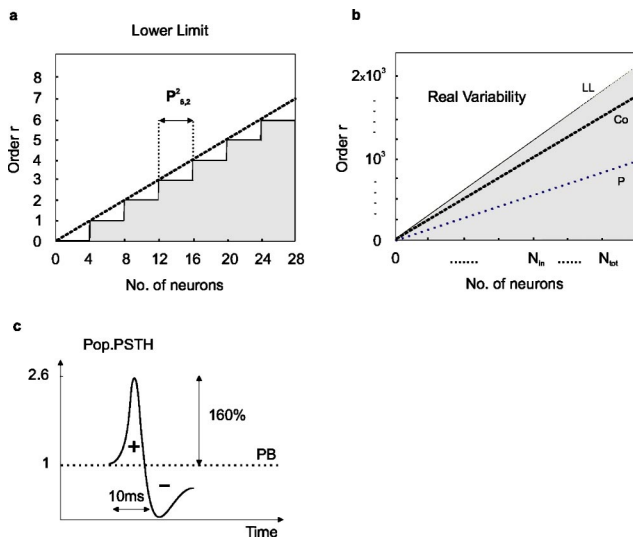 a
Lower Limit
Order r
8
7
6
5
4
3
2
1
0
P²₅,₂
0 4 8 12 16 20 24 28
No. of neurons
b
Real Variability
Order r
2x10³
10³
0
LL
Co
P
0 ....... N_in ...... N_tot
No. of neurons
c
Pop.PSTH
2.6
1
160%
PB
+
−
10ms
Time